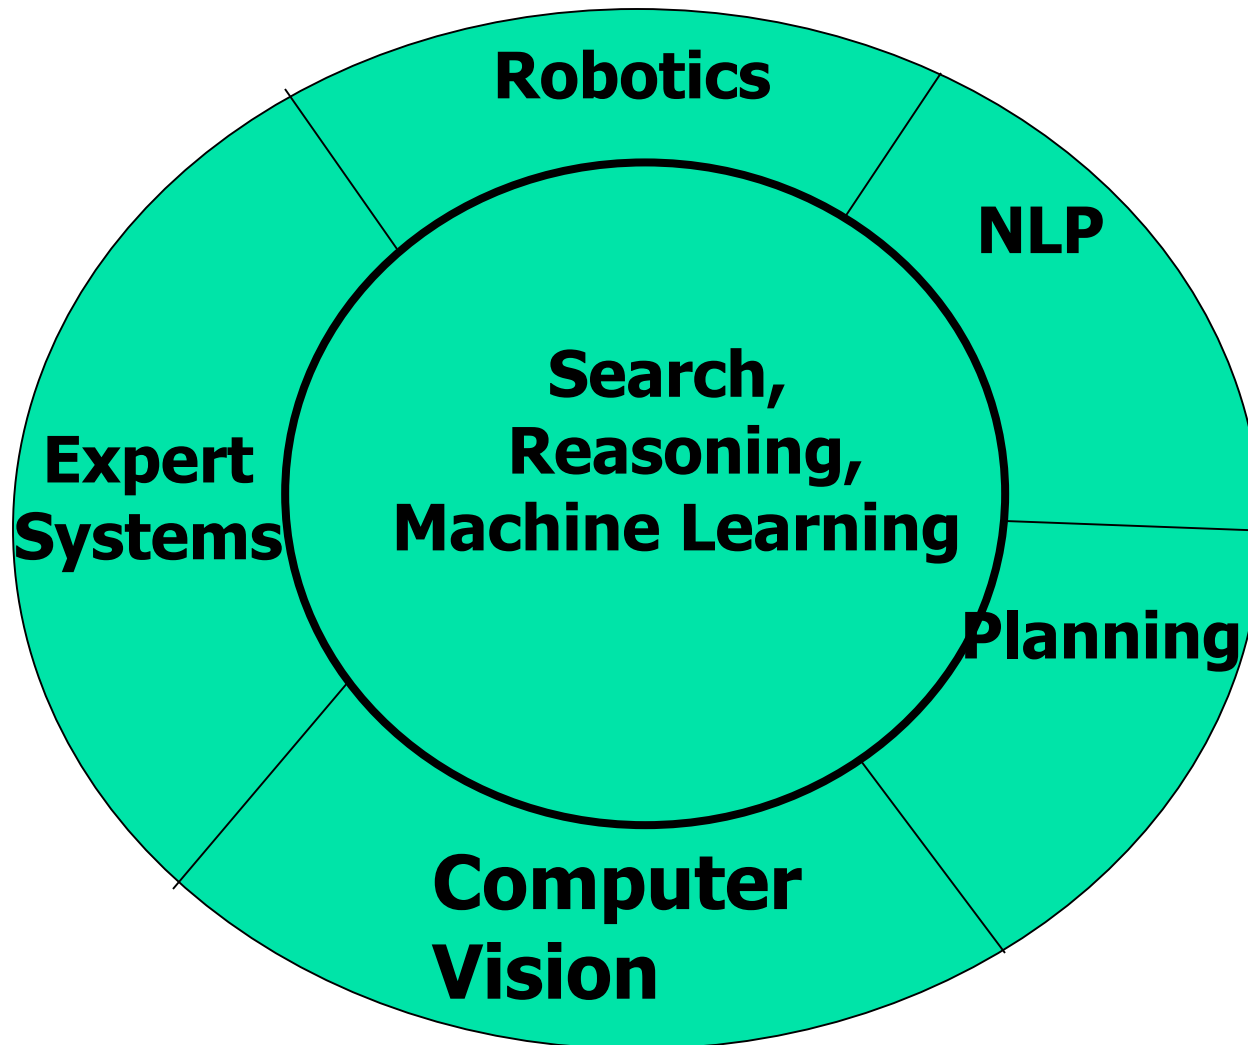 Robotics
NLP
Search,
Reasoning,
Machine Learning
Expert
Systems
Planning
Computer
Vision